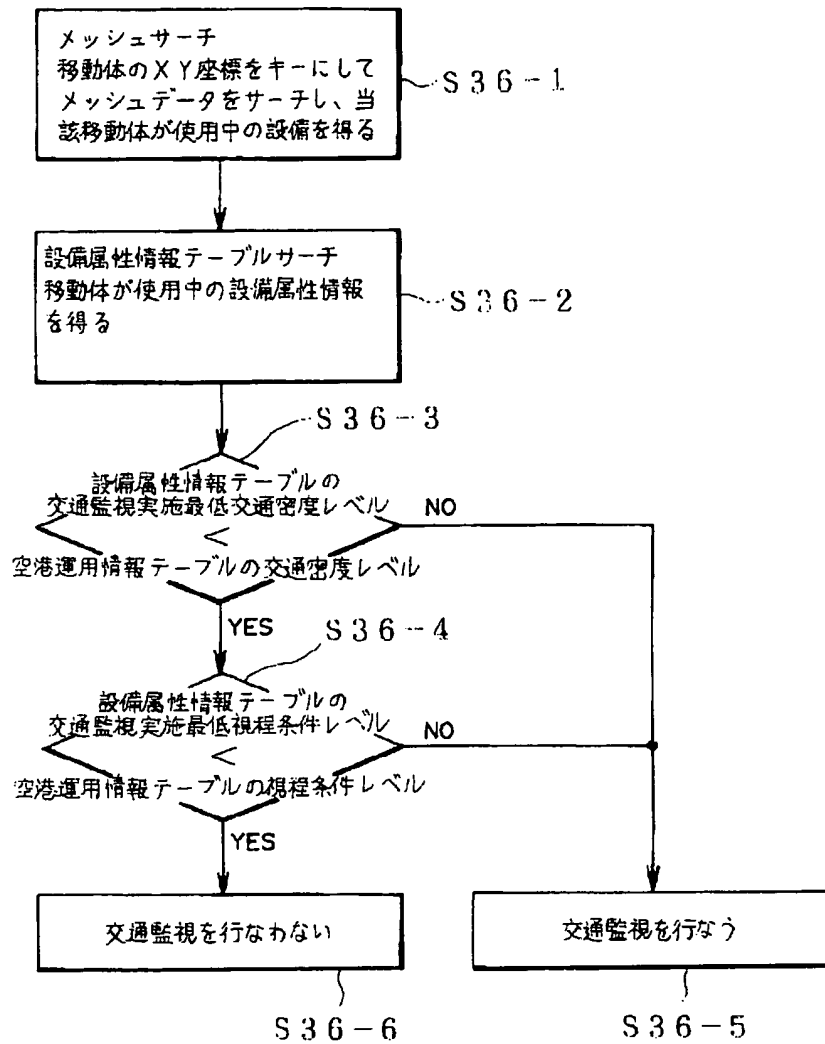 メッシュサーチ
移動体のXY座標をキーにして
メッシュデータをサーチし、当
該移動体が使用中の設備を得る
S36-1
設備属性情報テーブルサーチ
移動体が使用中の設備属性情報
を得る
S36-2
S36-3
設備属性情報テーブルの
交通監視実施最低交通密度レベル
<
空港運用情報テーブルの交通密度レベル
NO
YES
S36-4
設備属性情報テーブルの
交通監視実施最低視程条件レベル
<
空港運用情報テーブルの視程条件レベル
NO
YES
交通監視を行なわない
交通監視を行なう
S36-6
S36-5